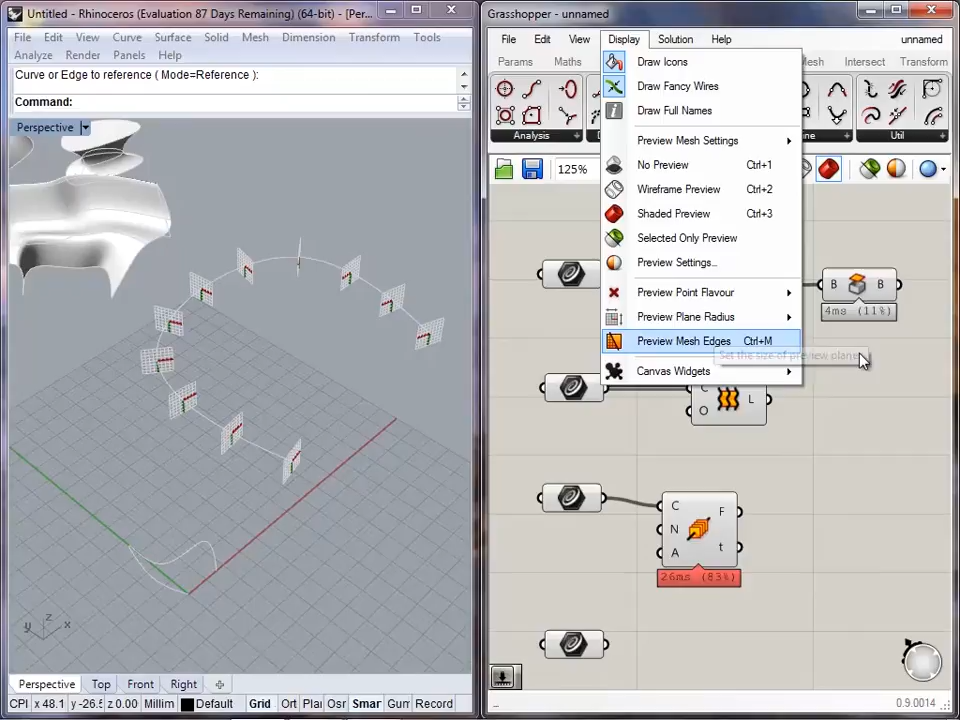 Untitled - Rhinoceros (Evaluation 87 Days Remaining) (64-bit) - [Per...
File Edit View Curve Surface Solid Mesh Dimension Transform Tools
Analyze Render Panels Help
Curve or Edge to reference ( Mode=Reference ):
Command:
Perspective
z
y x
Perspective Top Front Right
CPl x 48.1 y -26.5 z 0.00 Millim Default Grid Ort Plar Osr Smar Gum Record
Grasshopper - unnamed
File Edit View Display Solution Help unnamed
Params Maths Mesh Intersect Transform
Analysis Util
125%
Draw Icons
Draw Fancy Wires
Draw Full Names
Preview Mesh Settings
No Preview Ctrl+1
Wireframe Preview Ctrl+2
Shaded Preview Ctrl+3
Selected Only Preview
Preview Settings...
Preview Point Flavour
Preview Plane Radius
Preview Mesh Edges Ctrl+M
Set the size of preview planes
Canvas Widgets
B B
4ms (11%)
C L
O
C F
N
A t
26ms (83%)
0.9.0014